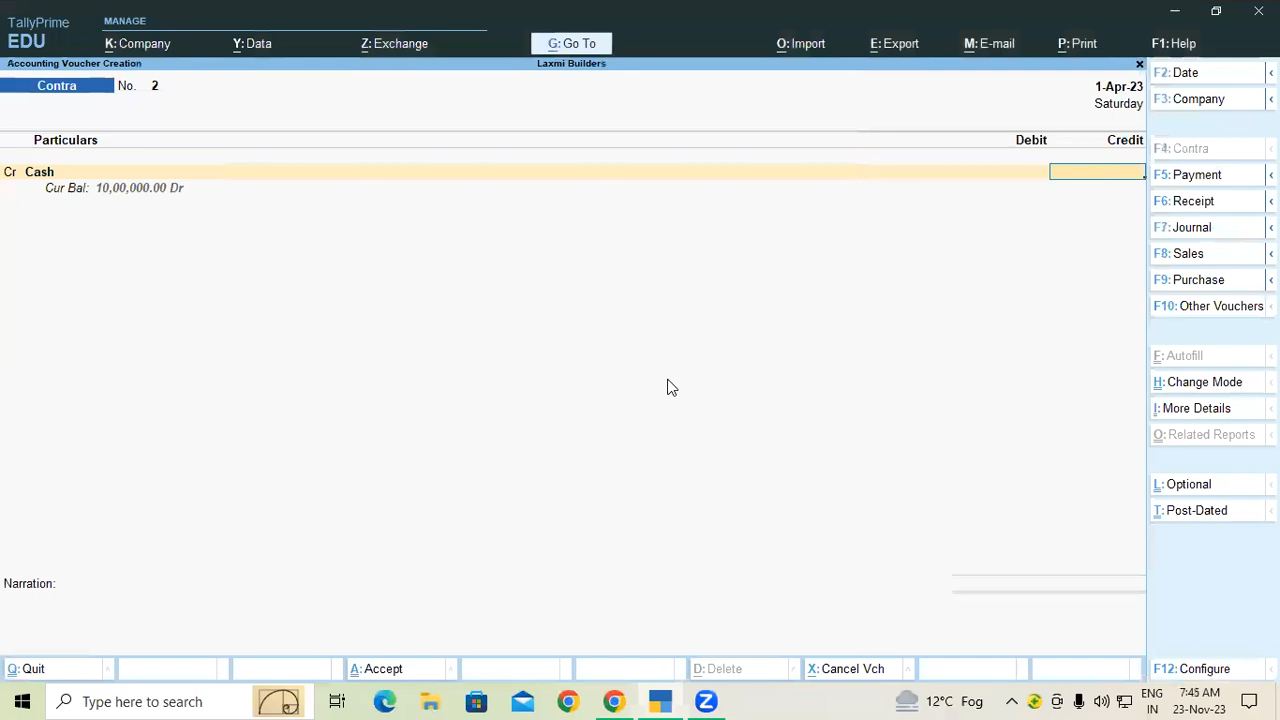 TallyPrime
EDU
MANAGE
K: Company
Y: Data
Z: Exchange
G: Go To
O: Import
E: Export
M: E-mail
P: Print
F1: Help
Accounting Voucher Creation
Laxmi Builders
×
Contra
No. 2
1-Apr-23
Saturday
Particulars
Debit
Credit
Cr Cash
Cur Bal: 10,00,000.00 Dr
Narration:
F2: Date
F3: Company
F4: Contra
F5: Payment
F6: Receipt
F7: Journal
F8: Sales
F9: Purchase
F10: Other Vouchers
F: Autofill
H: Change Mode
I: More Details
O: Related Reports
L: Optional
T: Post-Dated
F12: Configure
Q: Quit
A: Accept
D: Delete
X: Cancel Vch
Type here to search
12°C Fog
ENG
IN
7:45 AM
23-Nov-23